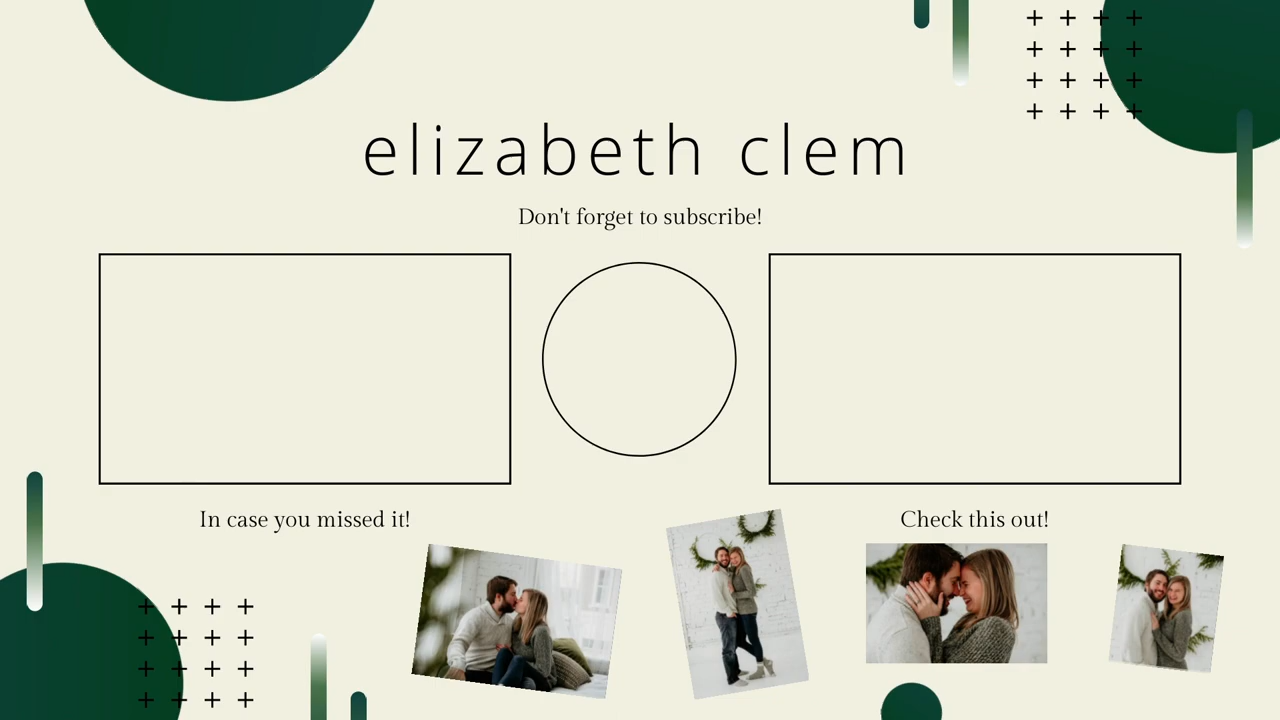 elizabeth clem
Don't forget to subscribe!
In case you missed it!
Check this out!